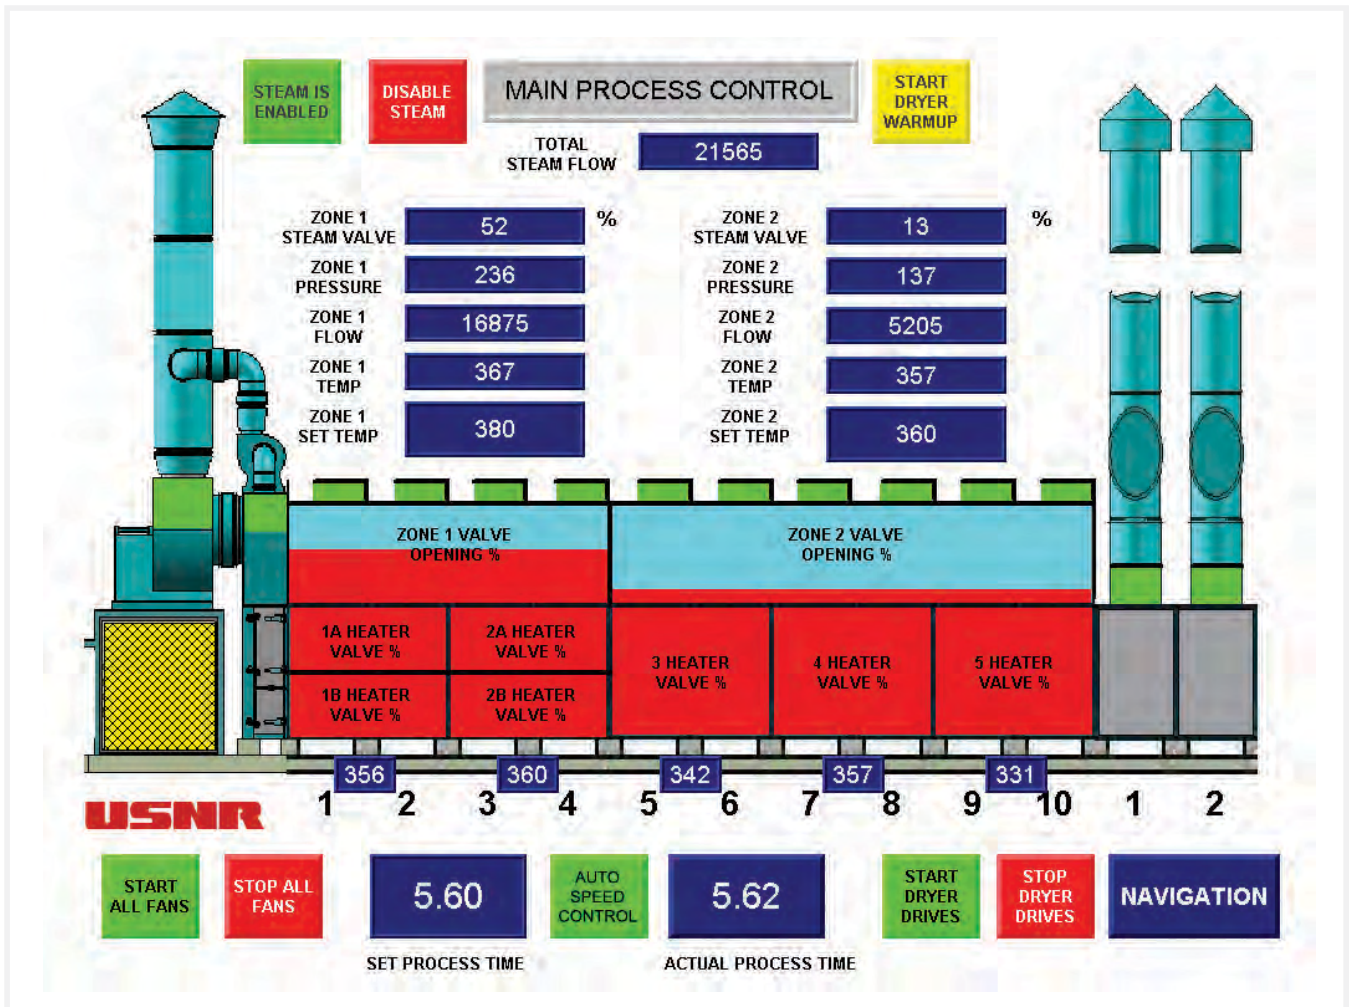 STEAM IS
ENABLED
DISABLE
STEAM
MAIN PROCESS CONTROL
START
DRYER
WARMUP
TOTAL
STEAM FLOW
21565
ZONE 1
STEAM VALVE
52
%
ZONE 2
STEAM VALVE
13
%
ZONE 1
PRESSURE
236
ZONE 2
PRESSURE
137
ZONE 1
FLOW
16875
ZONE 2
FLOW
5205
ZONE 1
TEMP
367
ZONE 2
TEMP
357
ZONE 1
SET TEMP
380
ZONE 2
SET TEMP
360
ZONE 1 VALVE
OPENING %
ZONE 2 VALVE
OPENING %
1A HEATER
VALVE %
2A HEATER
VALVE %
1B HEATER
VALVE %
2B HEATER
VALVE %
3 HEATER
VALVE %
4 HEATER
VALVE %
5 HEATER
VALVE %
356
360
342
357
331
1 2 3 4 5 6 7 8 9 10 1 2
USNR
START
ALL FANS
STOP ALL
FANS
5.60
SET PROCESS TIME
AUTO
SPEED
CONTROL
5.62
ACTUAL PROCESS TIME
START
DRYER
DRIVES
STOP
DRYER
DRIVES
NAVIGATION